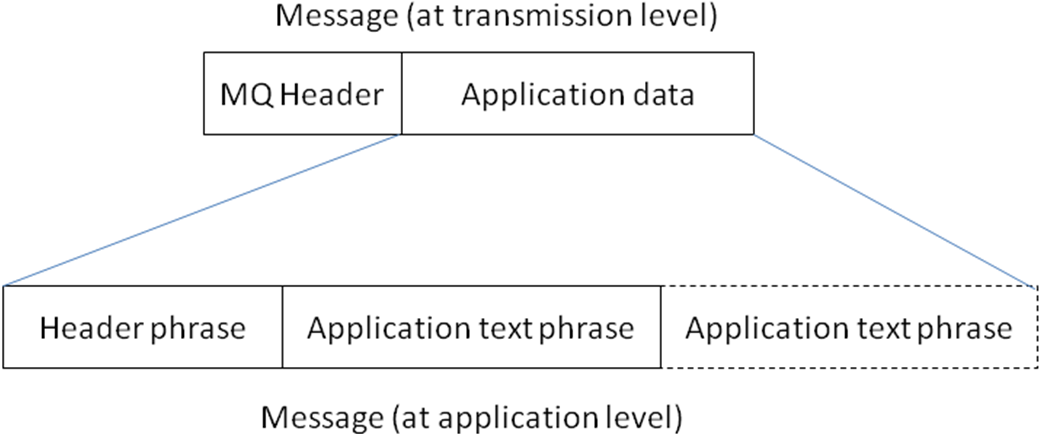 Message (at transmission level)
MQ Header
Application data
Header phrase
Application text phrase
Application text phrase
Message (at application level)